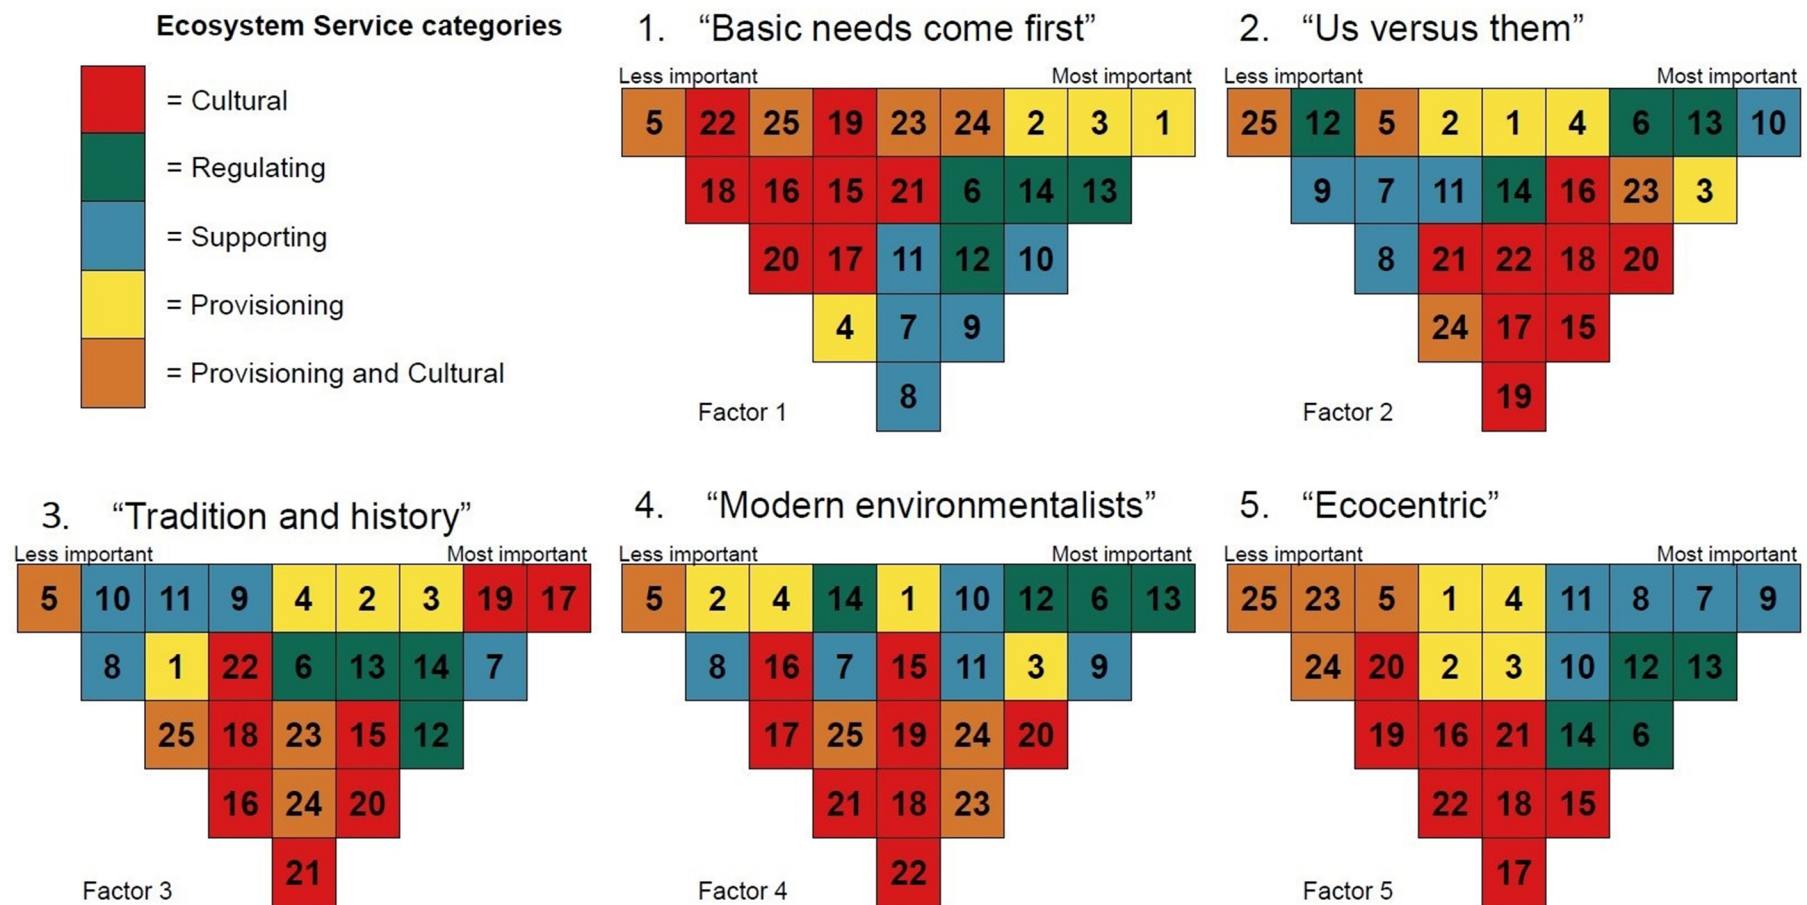 Ecosystem Service categories
= Cultural
= Regulating
= Supporting
= Provisioning
= Provisioning and Cultural
1. “Basic needs come first”
Less important Most important
5 22 25 19 23 24 2 3 1
18 16 15 21 6 14 13
20 17 11 12 10
4 7 9
8
Factor 1
2. “Us versus them”
Less important Most important
25 12 5 2 1 4 6 13 10
9 7 11 14 16 23 3
8 21 22 18 20
24 17 15
19
Factor 2
3. “Tradition and history”
Less important Most important
5 10 11 9 4 2 3 19 17
8 1 22 6 13 14 7
25 18 23 15 12
16 24 20
21
Factor 3
4. “Modern environmentalists”
Less important Most important
5 2 4 14 1 10 12 6 13
8 16 7 15 11 3 9
17 25 19 24 20
21 18 23
22
Factor 4
5. “Ecocentric”
Less important Most important
25 23 5 1 4 11 8 7 9
24 20 2 3 10 12 13
19 16 21 14 6
22 18 15
17
Factor 5